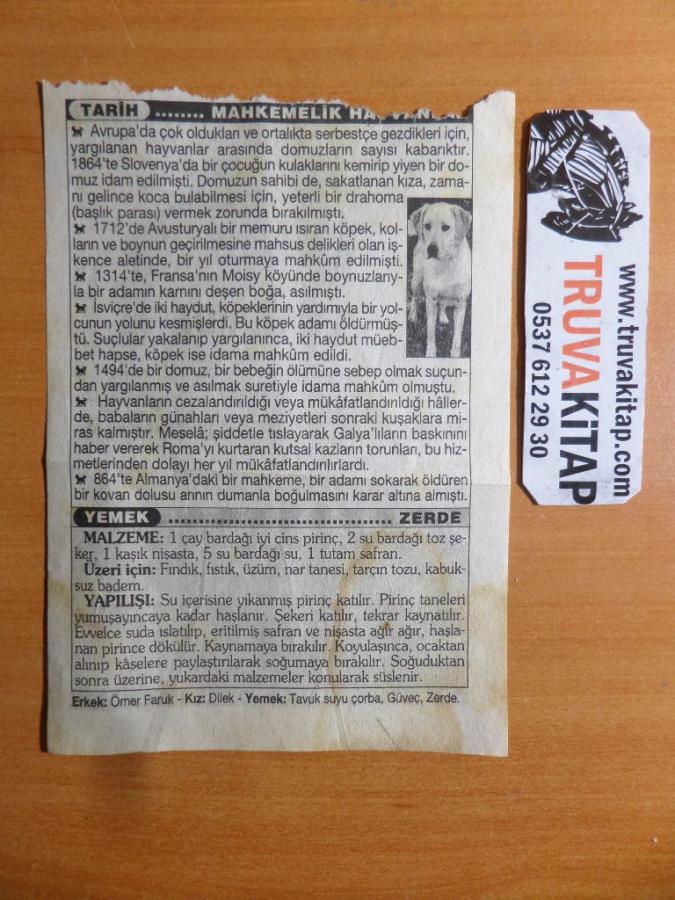 TARİH ........ MAHKEMELİK HAYVANLAR
Avrupa'da çok oldukları ve ortalıkta serbestçe gezdikleri için,
yargılanan hayvanlar arasında domuzların sayısı kabarıktır.
1864'te Slovenya'da bir çocuğun kulaklarını kemirip yiyen bir do-
muz idam edilmişti. Domuzun sahibi de, sakatlanan kıza, zama-
nı gelince koca bulabilmesi için, yeterli bir drahoma
(başlık parası) vermek zorunda bırakılmıştı.
1712'de Avusturyalı bir memuru ısıran köpek, kol-
ların ve boynun geçirilmesine mahsus delikleri olan iş-
kence aletinde, bir yıl oturmaya mahkûm edilmişti.
1314'te, Fransa'nın Moisy köyünde boynuzlarıy-
la bir adamın karnını deşen boğa, asılmıştı.
İsviçre'de iki haydut, köpeklerinin yardımıyla bir yol-
cunun yolunu kesmişlerdi. Bu köpek adamı öldürmüş-
tü. Suçlular yakalanıp yargılanınca, iki haydut müeb-
bet hapse, köpek ise idama mahkûm edildi.
1494'de bir domuz, bir bebeğin ölümüne sebep olmak suçun-
dan yargılanmış ve asılmak suretiyle idama mahkûm olmuştu.
Hayvanların cezalandırıldığı veya mükâfatlandırıldığı hâller-
de, babaların günahları veya meziyetleri sonraki kuşaklara mi-
ras kalmıştır. Meselâ; şiddetle tıslayarak Galya'lıların baskınını
haber vererek Roma'yı kurtaran kutsal kazların torunları, bu hiz-
metlerinden dolayı her yıl mükâfatlandırılırlardı.
864'te Almanya'daki bir mahkeme, bir adamı sokarak öldüren
bir kovan dolusu arının dumanla boğulmasını karar altına almıştı.
YEMEK ........................................ ZERDE
MALZEME: 1 çay bardağı iyi cins pirinç, 2 su bardağı toz şe-
ker, 1 kaşık nişasta, 5 su bardağı su, 1 tutam safran.
Üzeri için: Fındık, fıstık, üzüm, nar tanesi, tarçın tozu, kabuk-
suz badem.
YAPILIŞI: Su içerisine yıkanmış pirinç katılır. Pirinç taneleri
yumuşayıncaya kadar haşlanır. Şekeri katılır, tekrar kaynatılır.
Evvelce suda ıslatılıp, eritilmiş safran ve nişasta ağır ağır, haşla-
nan pirince dökülür. Kaynamaya bırakılır. Koyulaşınca, ocaktan
alınıp kâselere paylaştırılarak soğumaya bırakılır. Soğuduktan
sonra üzerine, yukardaki malzemeler konularak süslenir.
Erkek: Ömer Faruk - Kız: Dilek - Yemek: Tavuk suyu çorba, Güveç, Zerde.
www.truvakitap.com
TRUVAKİTAP
0537 612 29 30